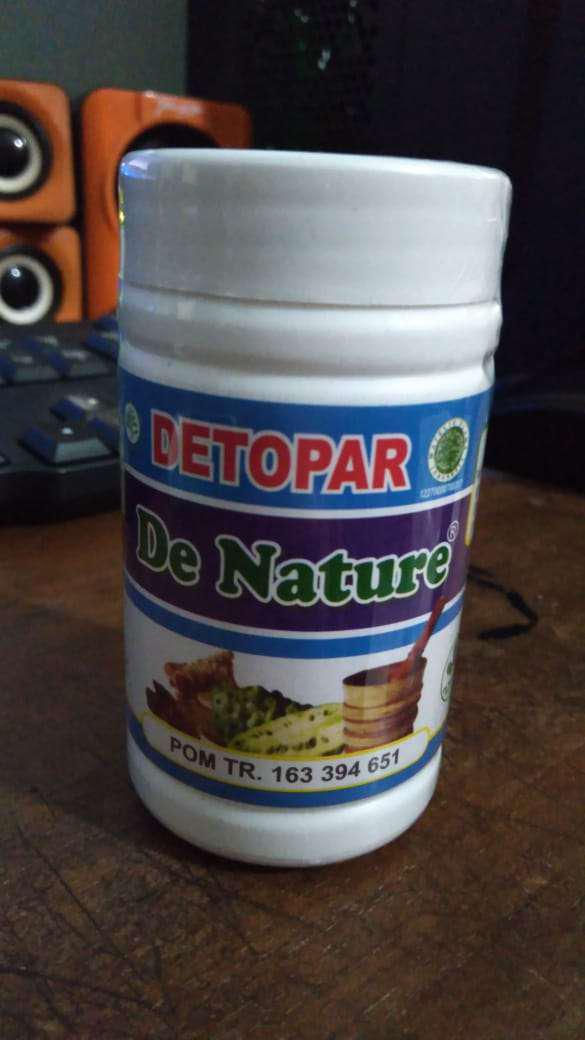 DETOPAR
De Nature®
POM TR. 163 394 651